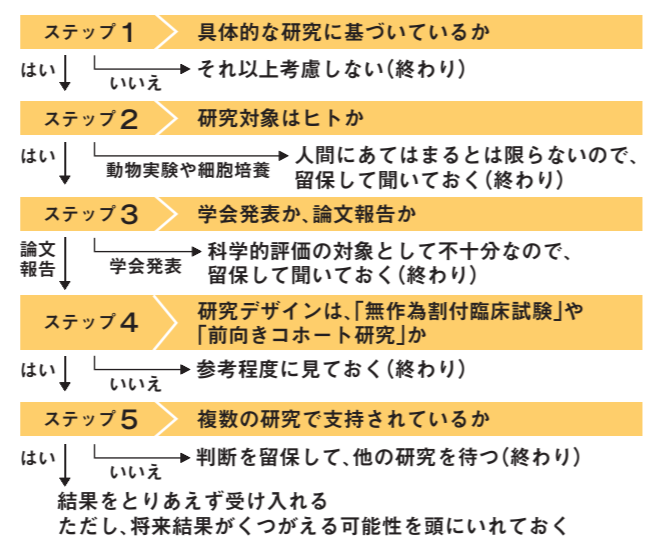 ステップ1 具体的な研究に基づいているか
はい いいえ それ以上考慮しない(終わり)
ステップ2 研究対象はヒトか
はい 動物実験や細胞培養 人間にあてはまるとは限らないので、
留保して聞いておく(終わり)
ステップ3 学会発表か、論文報告か
論文
報告 学会発表 科学的評価の対象として不十分なので、
留保して聞いておく(終わり)
ステップ4 研究デザインは、「無作為割付臨床試験」や
「前向きコホート研究」か
はい いいえ 参考程度に見ておく(終わり)
ステップ5 複数の研究で支持されているか
はい いいえ 判断を留保して、他の研究を待つ(終わり)
結果をとりあえず受け入れる
ただし、将来結果がくつがえる可能性を頭にいれておく